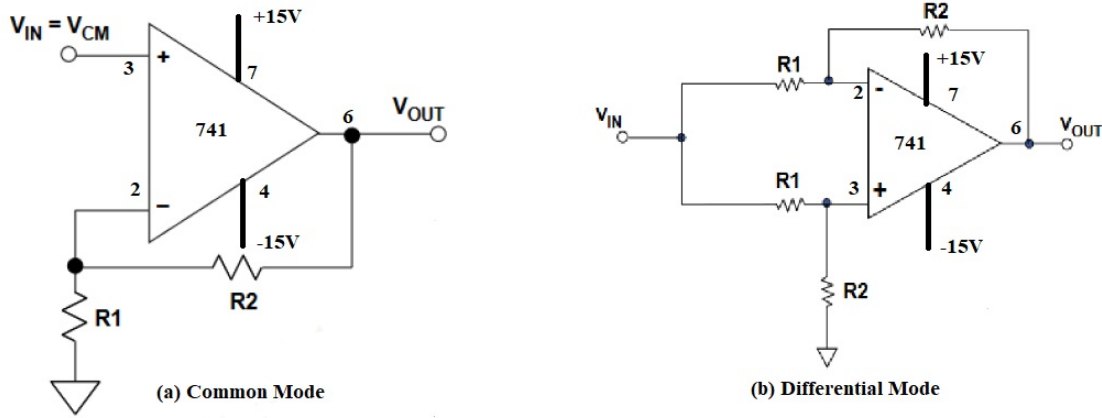 V_IN = V_CM
+15V
3
+
7
741
6
V_OUT
2
−
4
-15V
R2
R1
(a) Common Mode
R2
+15V
R1
2
-
7
V_IN
741
6
V_OUT
R1
3
+
4
-15V
R2
(b) Differential Mode